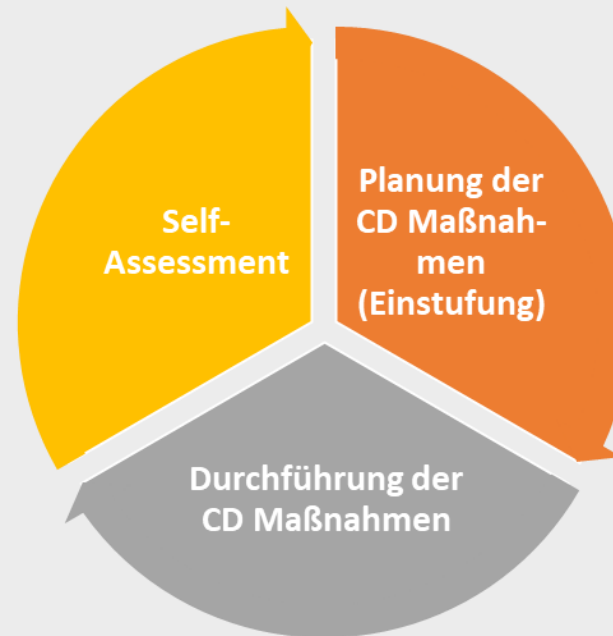 Self-
Assessment
Planung der
CD Maßnah-
men
(Einstufung)
Durchführung der
CD Maßnahmen